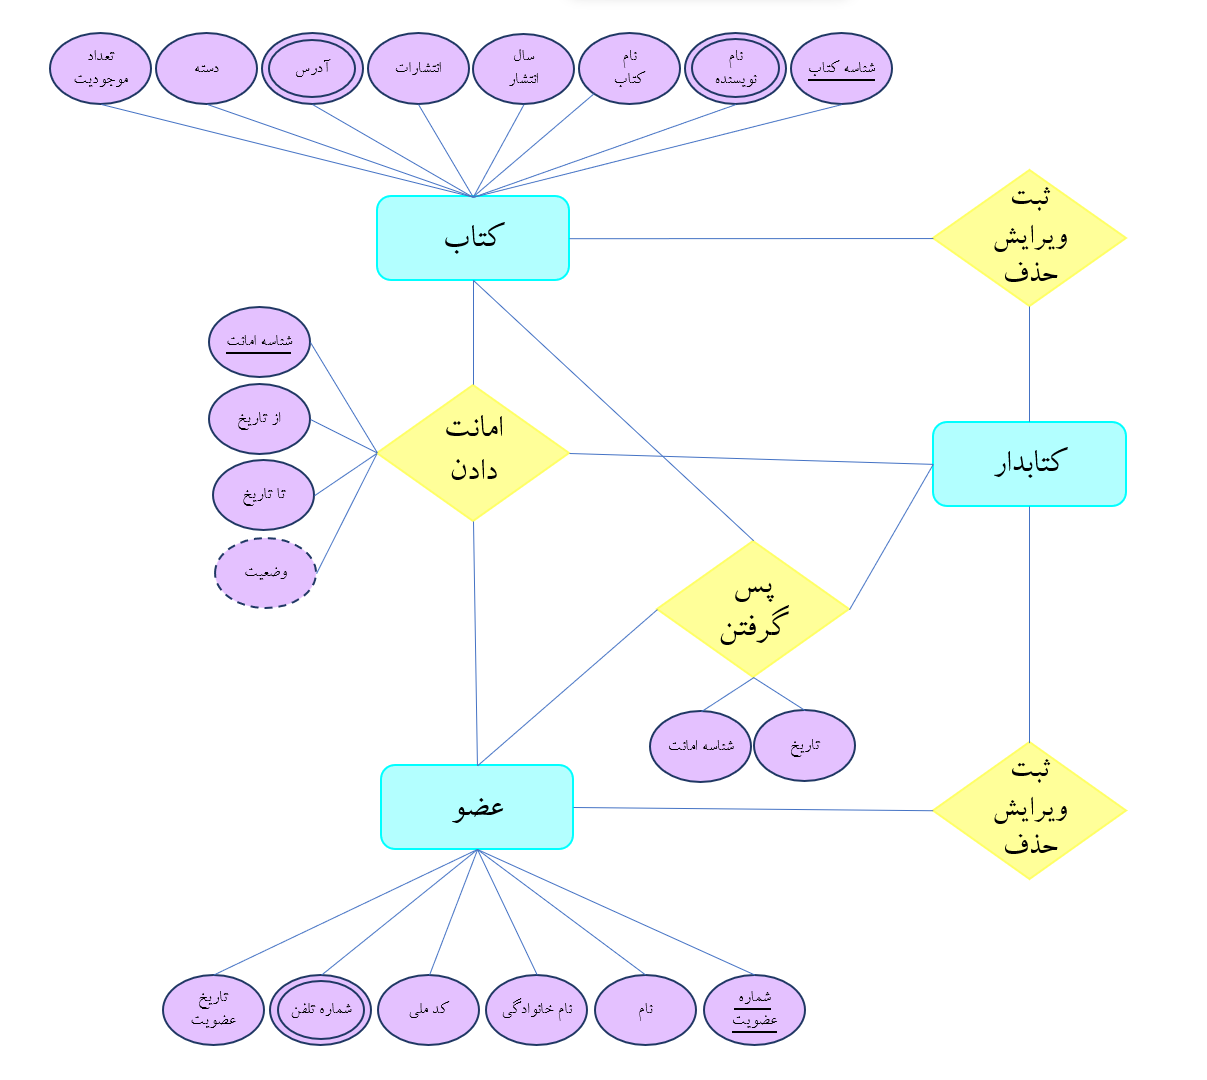 شناسه کتاب
نام
نویسنده
نام
کتاب
سال
انتشار
انتشارات
آدرس
دسته
تعداد
موجودیت
کتاب
ثبت
ویرایش
حذف
شناسه امانت
از تاریخ
تا تاریخ
وضعیت
امانت
دادن
کتابدار
پس
گرفتن
تاریخ
شناسه امانت
عضو
ثبت
ویرایش
حذف
شماره
عضویت
نام
نام خانوادگی
کد ملی
شماره تلفن
تاریخ
عضویت